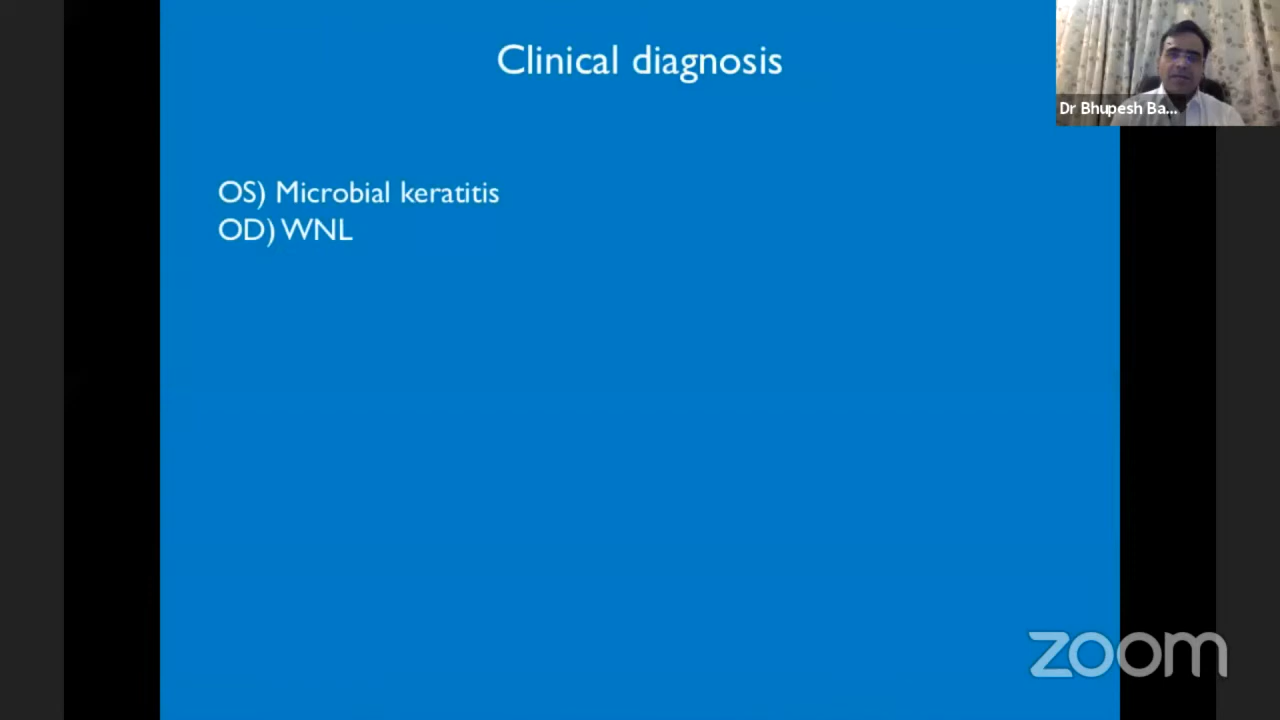 Clinical diagnosis
Dr Bhupesh Ba...
OS) Microbial keratitis
OD) WNL
zoom